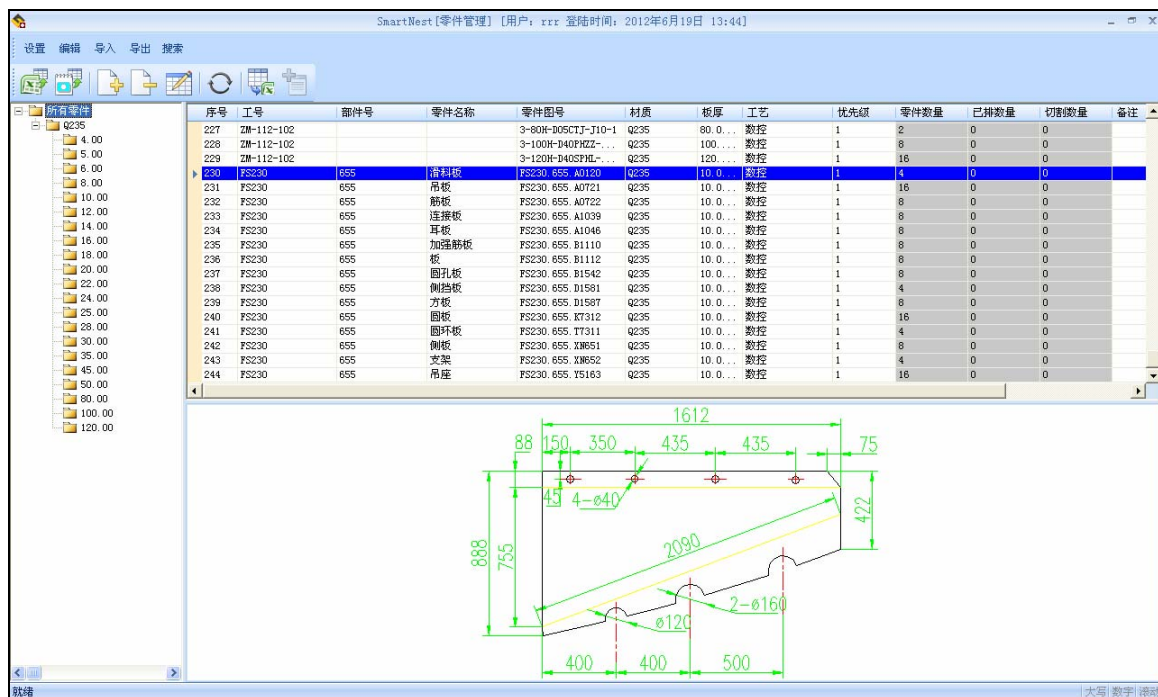 SmartNest[零件管理] [用户: rrr 登陆时间: 2012年6月19日 13:44]
设置 编辑 导入 导出 搜索
所有零件
Q235
4.00
5.00
6.00
8.00
10.00
12.00
14.00
16.00
18.00
20.00
22.00
24.00
25.00
28.00
30.00
35.00
45.00
50.00
80.00
100.00
120.00
序号 工号 部件号 零件名称 零件图号 材质 板厚 工艺 优先级 零件数量 已排数量 切割数量 备注
227 ZM-112-102 3-80H-D05CTJ-J10-1 Q235 80.0... 数控 1 2 0 0
228 ZM-112-102 3-100H-D40PHZZ-... Q235 100.... 数控 1 8 0 0
229 ZM-112-102 3-120H-D40SPHL-... Q235 120.... 数控 1 16 0 0
230 FS230 655 滑料板 FS230.655.A0120 Q235 10.0... 数控 1 4 0 0
231 FS230 655 吊板 FS230.655.A0721 Q235 10.0... 数控 1 16 0 0
232 FS230 655 筋板 FS230.655.A0722 Q235 10.0... 数控 1 8 0 0
233 FS230 655 连接板 FS230.655.A1039 Q235 10.0... 数控 1 8 0 0
234 FS230 655 耳板 FS230.655.A1046 Q235 10.0... 数控 1 8 0 0
235 FS230 655 加强筋板 FS230.655.B1110 Q235 10.0... 数控 1 8 0 0
236 FS230 655 板 FS230.655.B1112 Q235 10.0... 数控 1 8 0 0
237 FS230 655 圆孔板 FS230.655.B1542 Q235 10.0... 数控 1 8 0 0
238 FS230 655 侧挡板 FS230.655.D1581 Q235 10.0... 数控 1 4 0 0
239 FS230 655 方板 FS230.655.D1587 Q235 10.0... 数控 1 8 0 0
240 FS230 655 圆板 FS230.655.K7312 Q235 10.0... 数控 1 16 0 0
241 FS230 655 圆环板 FS230.655.T7311 Q235 10.0... 数控 1 4 0 0
242 FS230 655 侧板 FS230.655.XN651 Q235 10.0... 数控 1 8 0 0
243 FS230 655 支架 FS230.655.XN652 Q235 10.0... 数控 1 4 0 0
244 FS230 655 吊座 FS230.655.Y5163 Q235 10.0... 数控 1 16 0 0
1612
88 150 350 435 435 75
45 4-ø40
422
888 755
2090
2-ø160
ø120
400 400 500
就绪 大写 数字 滚动